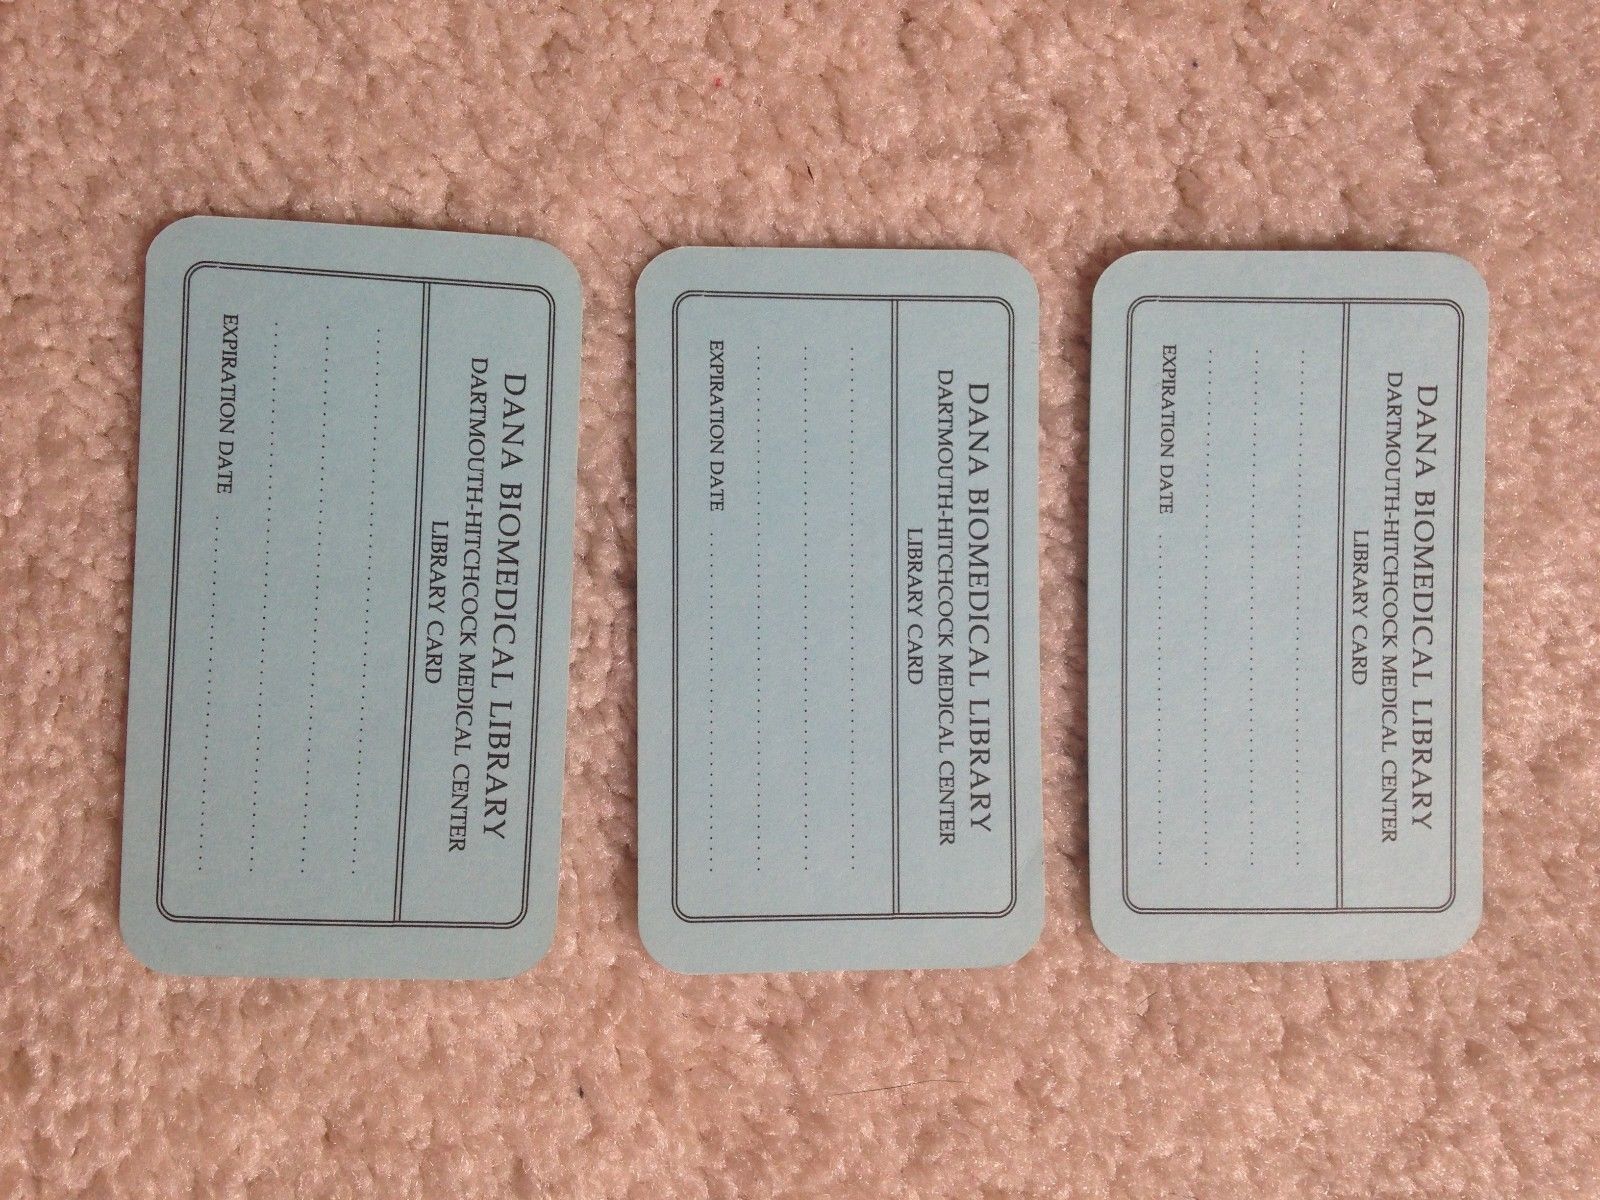 DANA BIOMEDICAL LIBRARY
DARTMOUTH-HITCHCOCK MEDICAL CENTER
LIBRARY CARD
EXPIRATION DATE
DANA BIOMEDICAL LIBRARY
DARTMOUTH-HITCHCOCK MEDICAL CENTER
LIBRARY CARD
EXPIRATION DATE
DANA BIOMEDICAL LIBRARY
DARTMOUTH-HITCHCOCK MEDICAL CENTER
LIBRARY CARD
EXPIRATION DATE